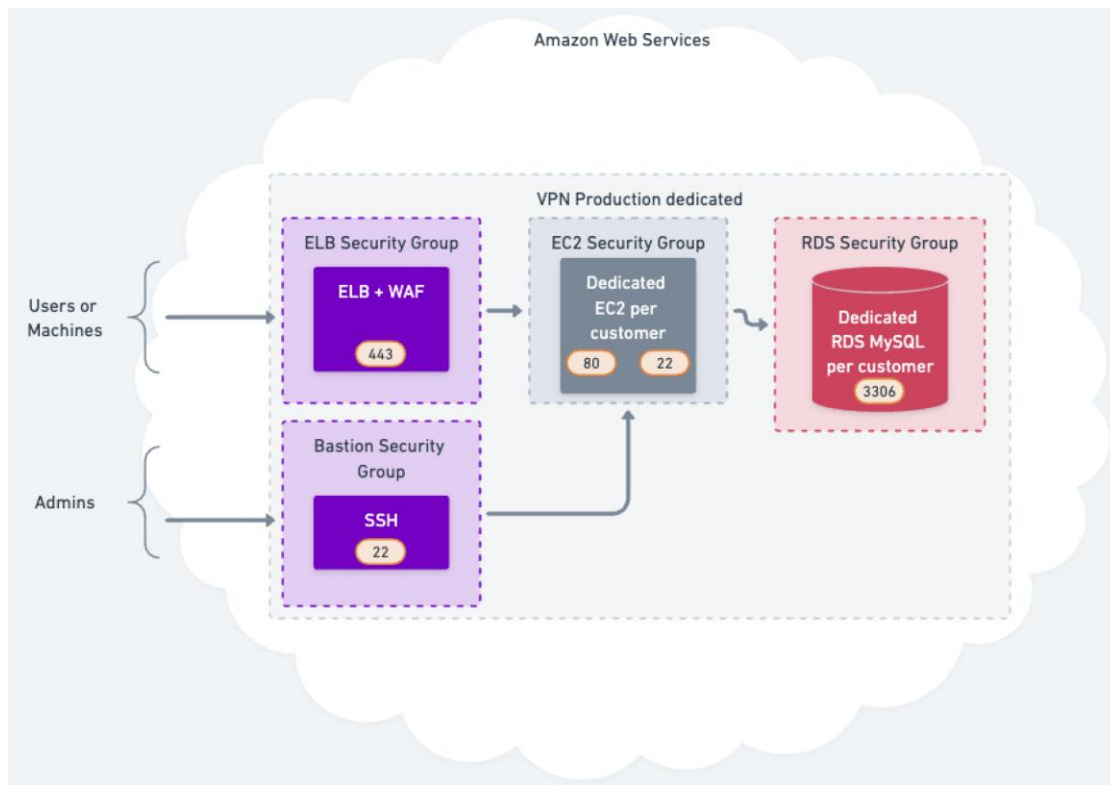 Amazon Web Services
VPN Production dedicated
ELB Security Group
ELB + WAF
443
EC2 Security Group
Dedicated
EC2 per
customer
80
22
RDS Security Group
Dedicated
RDS MySQL
per customer
3306
Users or
Machines
Bastion Security
Group
SSH
22
Admins